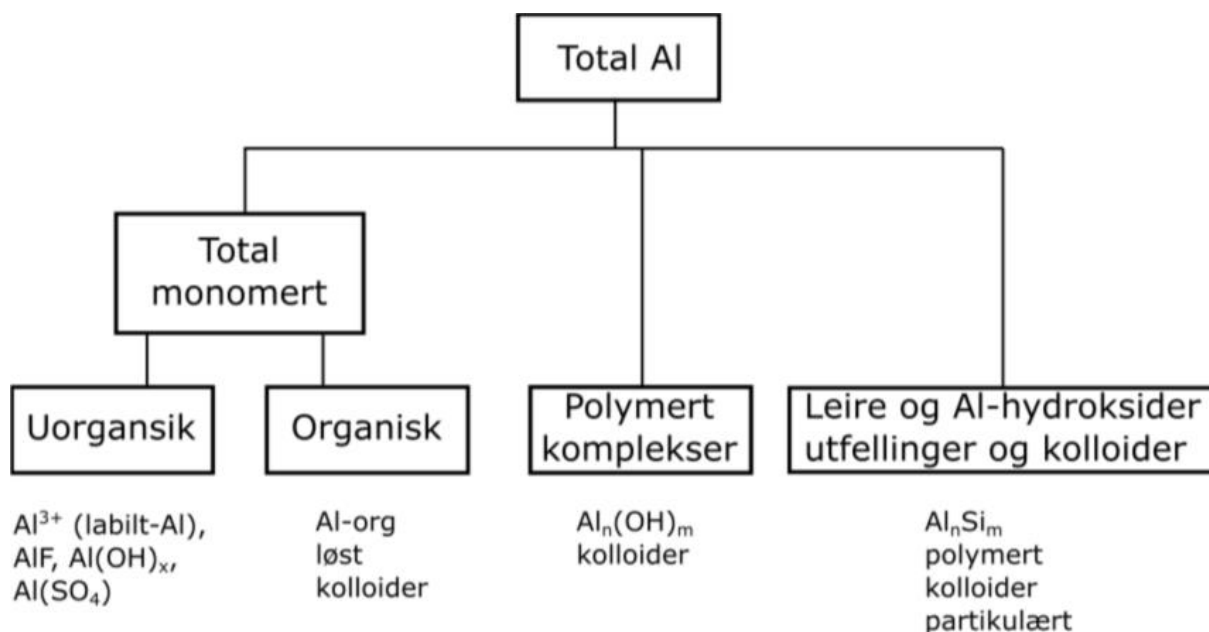 Total Al
Total
monomert
Uorgansik
Organisk
Polymert
komplekser
Leire og Al-hydroksider
utfellinger og kolloider
Al³⁺ (labilt-Al),
AlF, Al(OH)ₓ,
Al(SO₄)
Al-org
løst
kolloider
Alₙ(OH)ₘ
kolloider
AlₙSiₘ
polymert
kolloider
partikulært